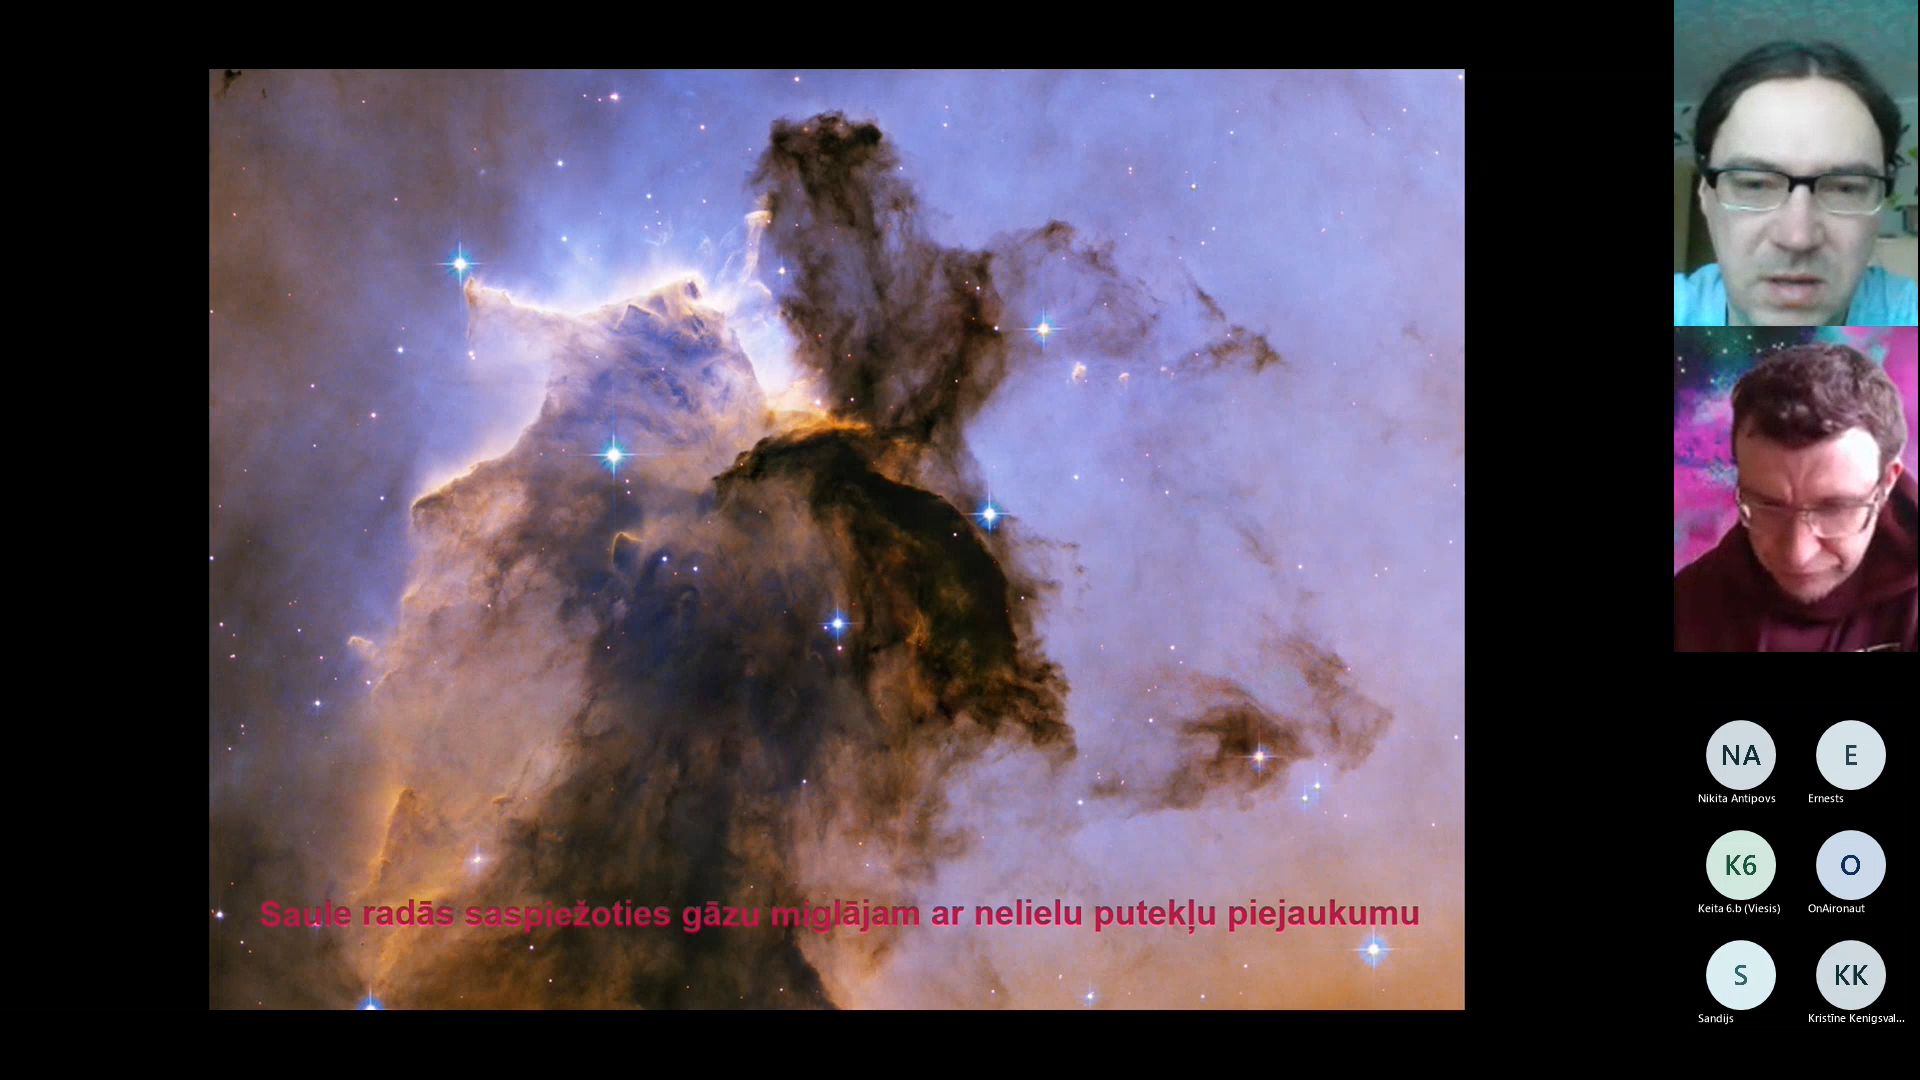 Saule radās saspiežoties gāzu miglājam ar nelielu putekļu piejaukumu
NA
E
Nikita Antipovs
Ernests
K6
O
Keita 6.b (Viesis)
OnAironaut
S
KK
Sandijs
Kristīne Kenigsval...